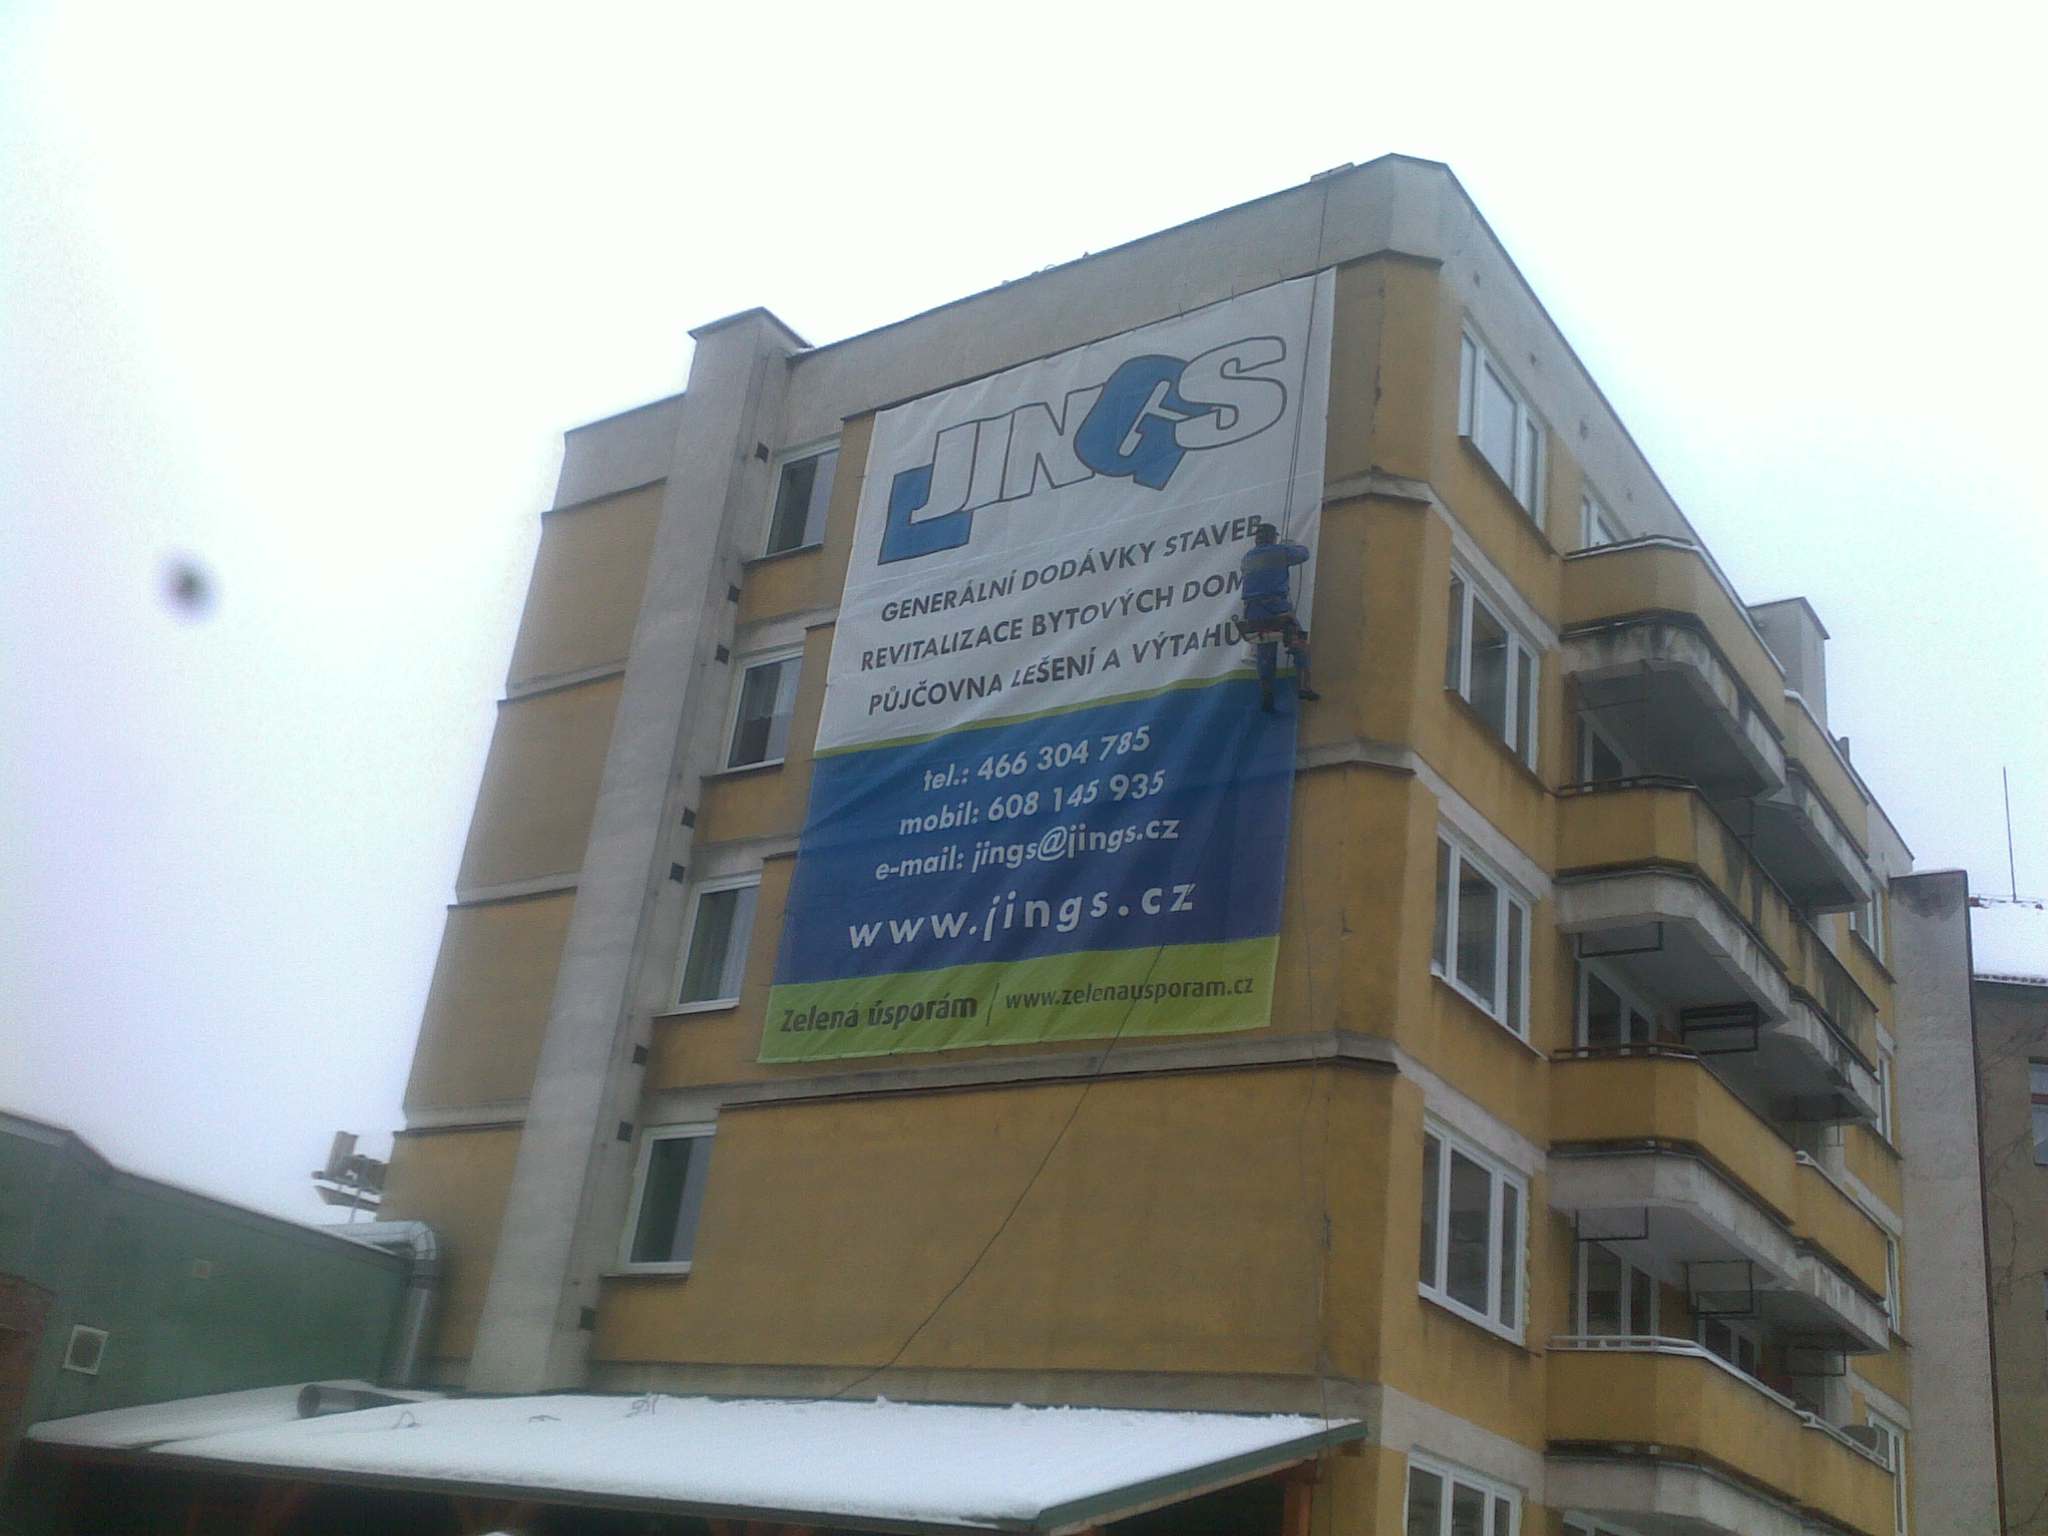 JINGS
GENERÁLNÍ DODÁVKY STAVEB
REVITALIZACE BYTOVÝCH DOM
PŮJČOVNA LEŠENÍ A VÝTAHŮ
tel.: 466 304 785
mobil: 608 145 935
e-mail: jings@jings.cz
www.jings.cz
Zelená úsporám | www.zelenausporam.cz